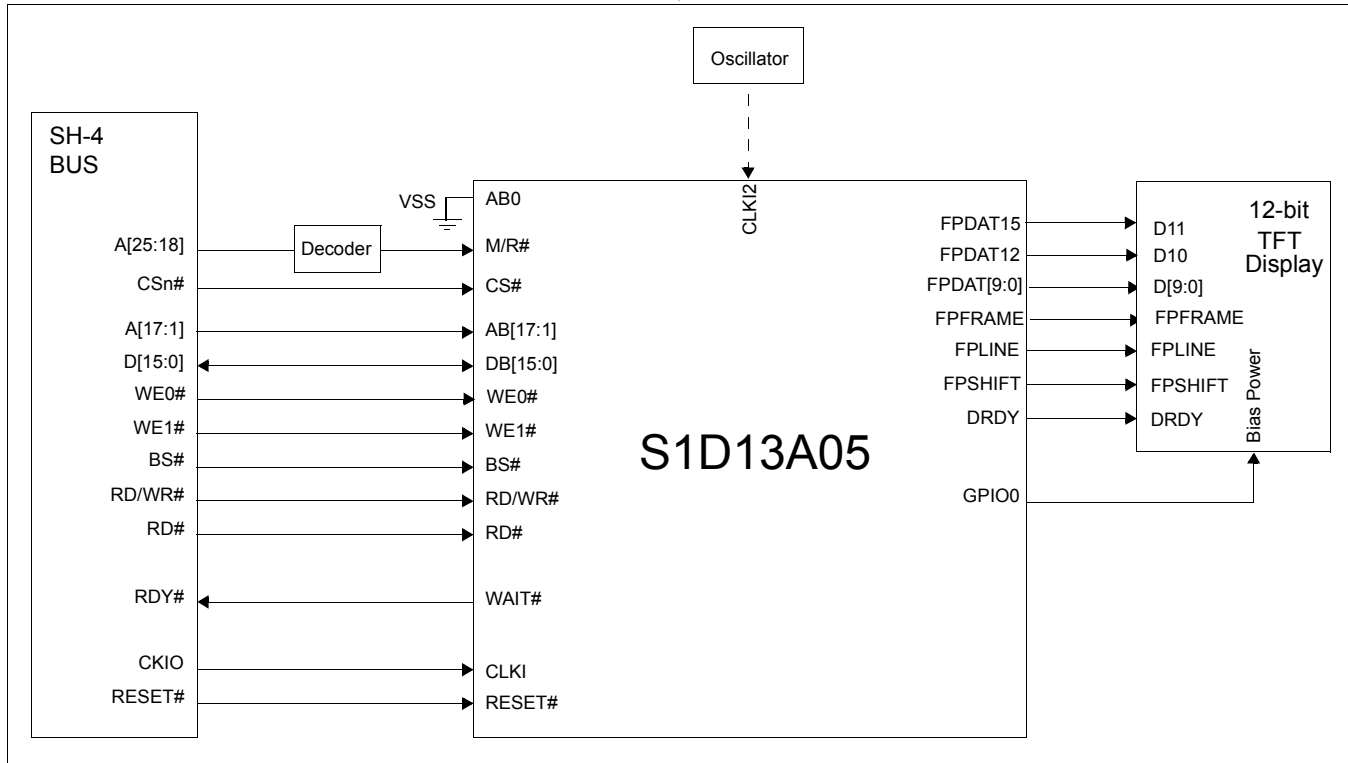 Oscillator
SH-4
BUS
VSS
AB0
CLKI2
A[25:18]
Decoder
M/R#
CSn#
CS#
A[17:1]
AB[17:1]
D[15:0]
DB[15:0]
WE0#
WE0#
WE1#
WE1#
BS#
BS#
RD/WR#
RD/WR#
RD#
RD#
RDY#
WAIT#
CKIO
CLKI
RESET#
RESET#
S1D13A05
FPDAT15
FPDAT12
FPDAT[9:0]
FPFRAME
FPLINE
FPSHIFT
DRDY
GPIO0
12-bit
TFT
Display
D11
D10
D[9:0]
FPFRAME
FPLINE
FPSHIFT
DRDY
Bias Power